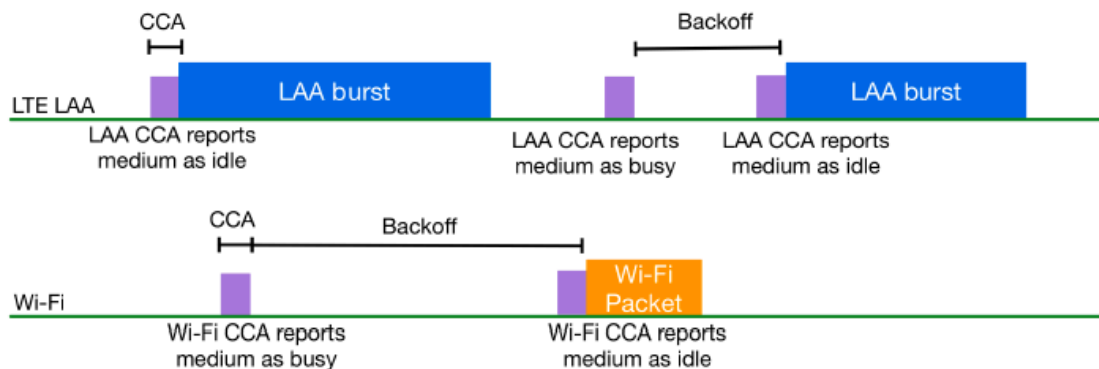 CCA
Backoff
LTE LAA
LAA burst
LAA burst
LAA CCA reports
medium as idle
LAA CCA reports
medium as busy
LAA CCA reports
medium as idle
CCA
Backoff
Wi-Fi
Wi-Fi
Packet
Wi-Fi CCA reports
medium as busy
Wi-Fi CCA reports
medium as idle